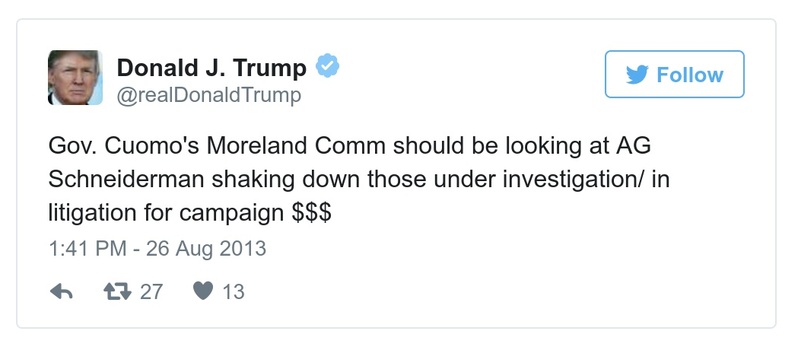 Donald J. Trump
@realDonaldTrump
Follow
Gov. Cuomo's Moreland Comm should be looking at AG
Schneiderman shaking down those under investigation/ in
litigation for campaign $$$
1:41 PM - 26 Aug 2013
27 13